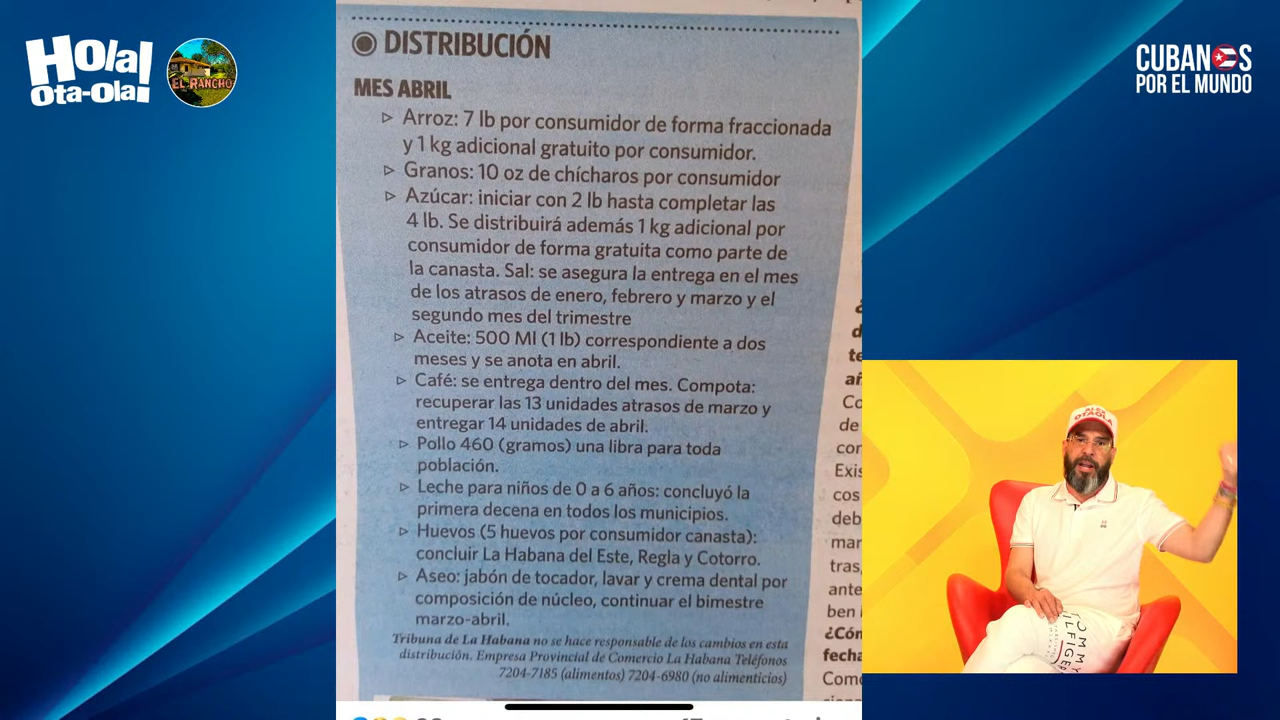 Hola!
Ota-Ola!
EL RANCHO
CUBANOS
POR EL MUNDO
DISTRIBUCIÓN
MES ABRIL
Arroz: 7 lb por consumidor de forma fraccionada
y 1 kg adicional gratuito por consumidor.
Granos: 10 oz de chícharos por consumidor
Azúcar: iniciar con 2 lb hasta completar las
4 lb. Se distribuirá además 1 kg adicional por
consumidor de forma gratuita como parte de
la canasta. Sal: se asegura la entrega en el mes
de los atrasos de enero, febrero y marzo y el
segundo mes del trimestre
Aceite: 500 Ml (1 lb) correspondiente a dos
meses y se anota en abril.
Café: se entrega dentro del mes. Compota:
recuperar las 13 unidades atrasos de marzo y
entregar 14 unidades de abril.
Pollo 460 (gramos) una libra para toda
población.
Leche para niños de 0 a 6 años: concluyó la
primera decena en todos los municipios.
Huevos (5 huevos por consumidor canasta):
concluir La Habana del Este, Regla y Cotorro.
Aseo: jabón de tocador, lavar y crema dental por
composición de núcleo, continuar el bimestre
marzo-abril.
Tribuna de La Habana no se hace responsable de los cambios en esta
distribución. Empresa Provincial de Comercio La Habana Teléfonos
7204-7185 (alimentos) 7204-6980 (no alimenticios)
ALEX
OTAOLA